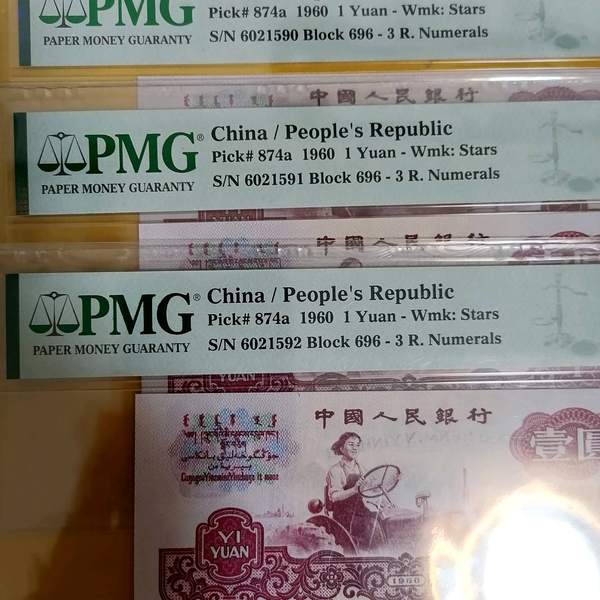 PMG
PAPER MONEY GUARANTY
Pick# 874a 1960 1 Yuan - Wmk: Stars
S/N 6021590 Block 696 - 3 R. Numerals
中國人民銀行
PMG®
PAPER MONEY GUARANTY
China / People's Republic
Pick# 874a 1960 1 Yuan - Wmk: Stars
S/N 6021591 Block 696 - 3 R. Numerals
中國人民銀行
PMG®
PAPER MONEY GUARANTY
China / People's Republic
Pick# 874a 1960 1 Yuan - Wmk: Stars
S/N 6021592 Block 696 - 3 R. Numerals
YUAN
中國人民銀行
壹圓
YI
YUAN
1960